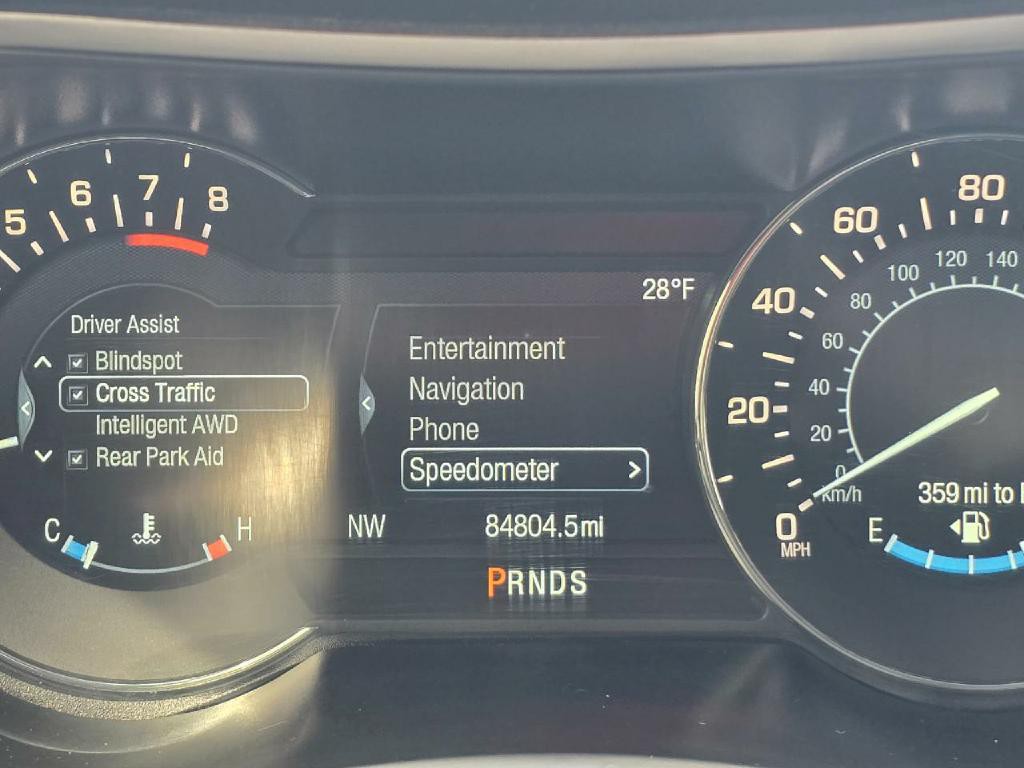 5
6
7
8
Driver Assist
Blindspot
Cross Traffic
Intelligent AWD
Rear Park Aid
C
H
28°F
Entertainment
Navigation
Phone
Speedometer >
NW
84804.5 mi
PRNDS
0
20
40
60
80
MPH
0
20
40
60
80
100
120
140
km/h
359 mi to
E